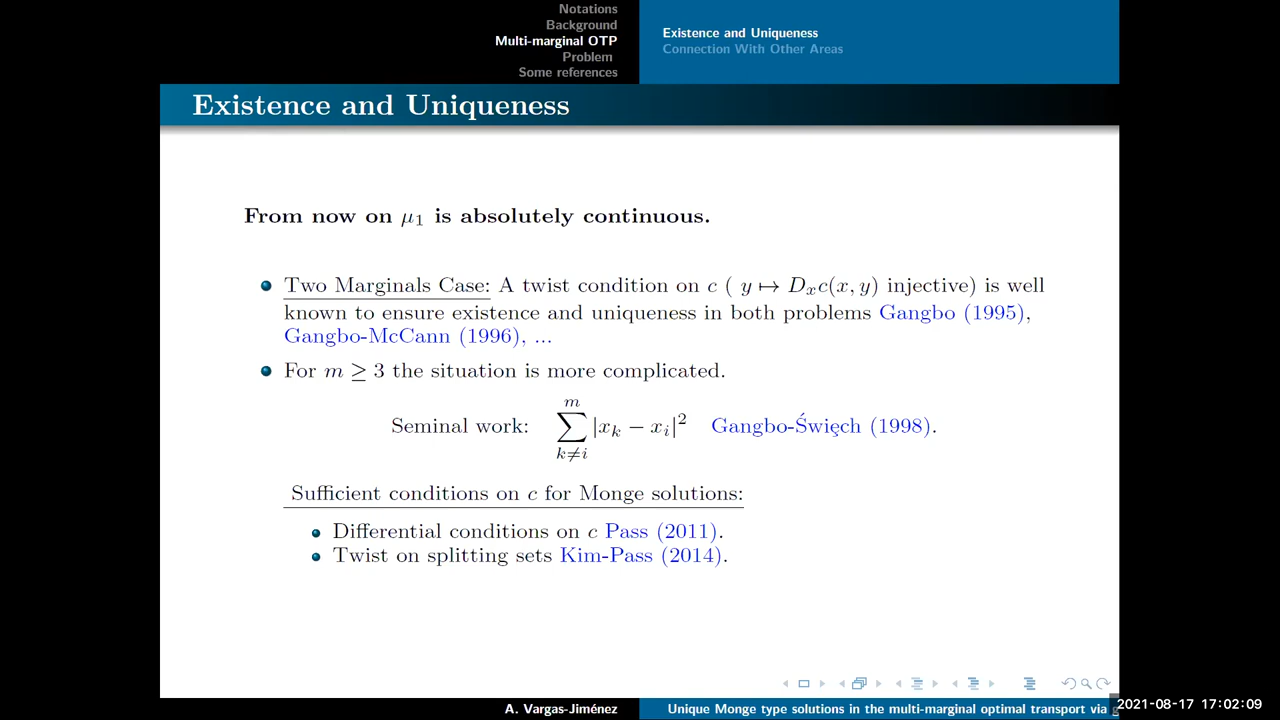 Notations
Background
Multi-marginal OTP
Problem
Some references
Existence and Uniqueness
Connection With Other Areas
Existence and Uniqueness
From now on μ₁ is absolutely continuous.
Two Marginals Case: A twist condition on c ( y ↦ Dₓc(x, y) injective) is well
known to ensure existence and uniqueness in both problems Gangbo (1995),
Gangbo-McCann (1996), ...
For m ≥ 3 the situation is more complicated.
Seminal work: ∑_{k≠i}^{m} |x_k − x_i|² Gangbo-Święch (1998).
Sufficient conditions on c for Monge solutions:
Differential conditions on c Pass (2011).
Twist on splitting sets Kim-Pass (2014).
A. Vargas-Jiménez
Unique Monge type solutions in the multi-marginal optimal transport via g
2021-08-17 17:02:09